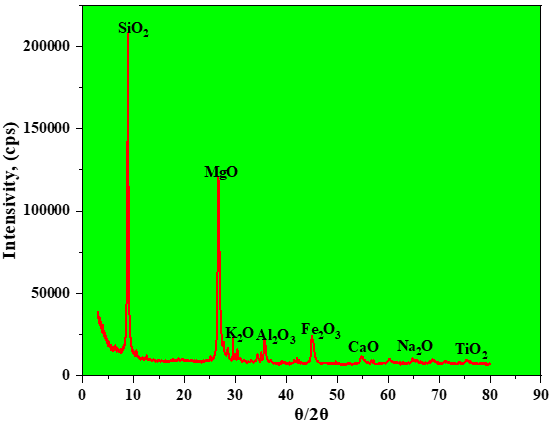 SiO₂
200000
150000
MgO
100000
50000
K₂O Al₂O₃ Fe₂O₃
CaO Na₂O TiO₂
0
0 10 20 30 40 50 60 70 80 90
θ/2θ
Intensivity, (cps)